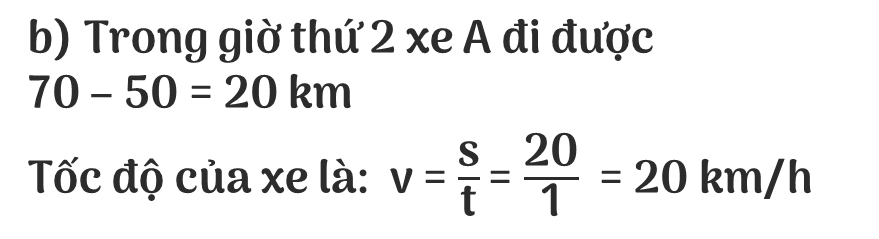 b) Trong giờ thứ 2 xe A đi được
70 – 50 = 20 km
Tốc độ của xe là: v = s/t = 20/1 = 20 km/h